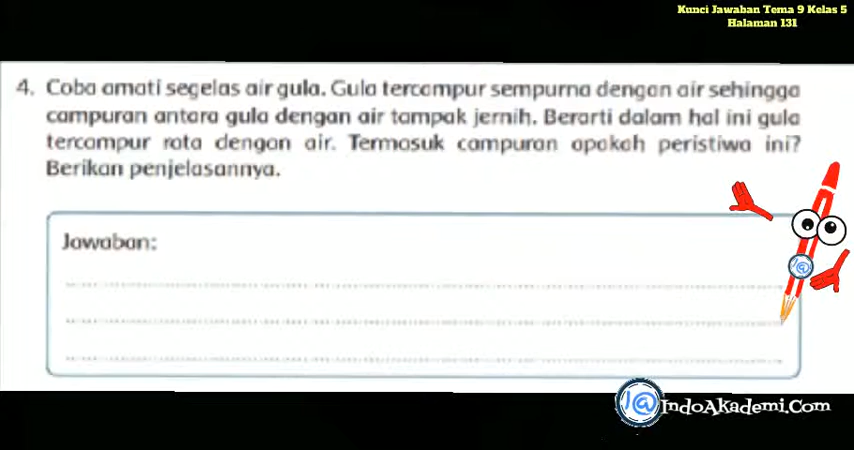 Kunci Jawaban Tema 9 Kelas 5
Halaman 131
4. Coba amati segelas air gula. Gula tercampur sempurna dengan air sehingga
campuran antara gula dengan air tampak jernih. Berarti dalam hal ini gula
tercampur rata dengan air. Termasuk campuran apakah peristiwa ini?
Berikan penjelasannya.
Jawaban:
IndoAkademi.Com